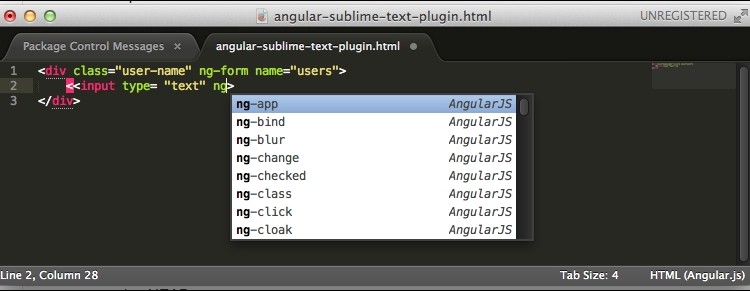 angular-sublime-text-plugin.html
UNREGISTERED
Package Control Messages × angular-sublime-text-plugin.html
1 <div class="user-name" ng-form name="users">
2 <<input type= "text" ng>
3 </div>
ng-app AngularJS
ng-bind AngularJS
ng-blur AngularJS
ng-change AngularJS
ng-checked AngularJS
ng-class AngularJS
ng-click AngularJS
ng-cloak AngularJS
Line 2, Column 28 Tab Size: 4 HTML (Angular.js)